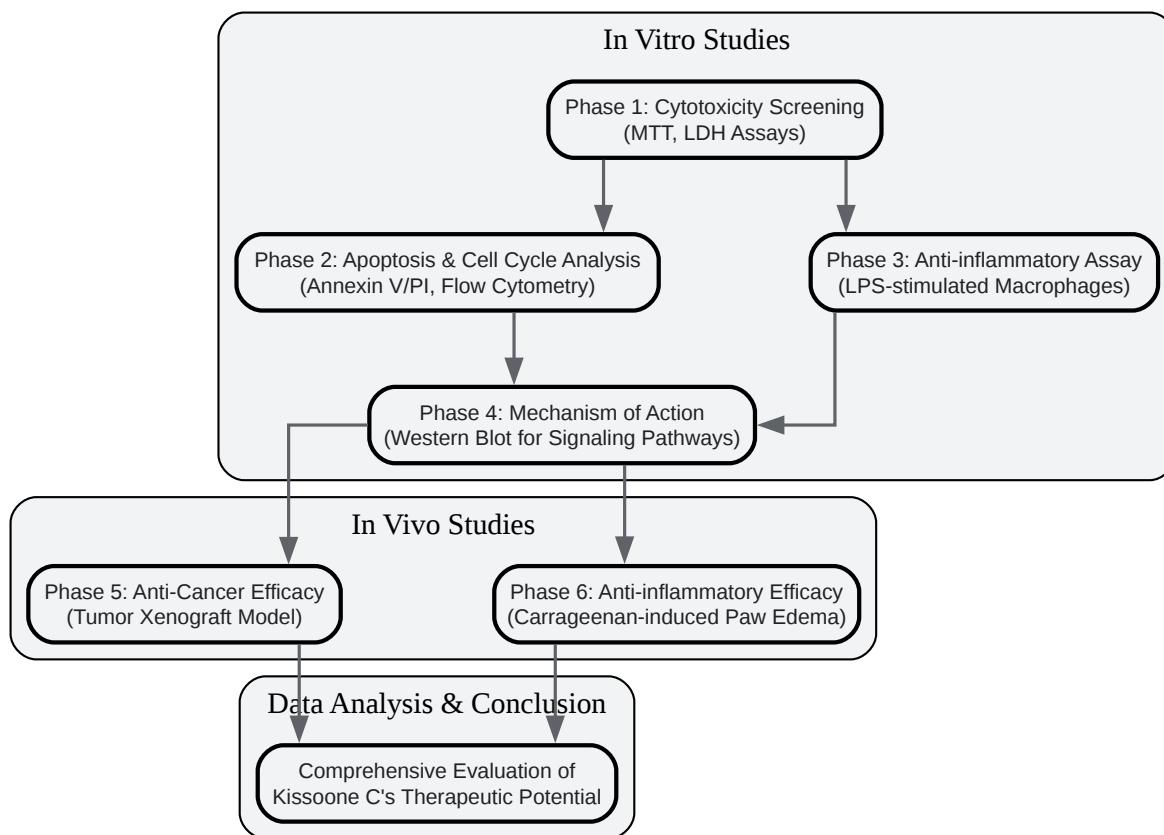 In Vitro Studies
Phase 1: Cytotoxicity Screening
(MTT, LDH Assays)
Phase 2: Apoptosis & Cell Cycle Analysis
(Annexin V/PI, Flow Cytometry)
Phase 3: Anti-inflammatory Assay
(LPS-stimulated Macrophages)
Phase 4: Mechanism of Action
(Western Blot for Signaling Pathways)
In Vivo Studies
Phase 5: Anti-Cancer Efficacy
(Tumor Xenograft Model)
Phase 6: Anti-inflammatory Efficacy
(Carrageenan-induced Paw Edema)
Data Analysis & Conclusion
Comprehensive Evaluation of
Kissoone C's Therapeutic Potential